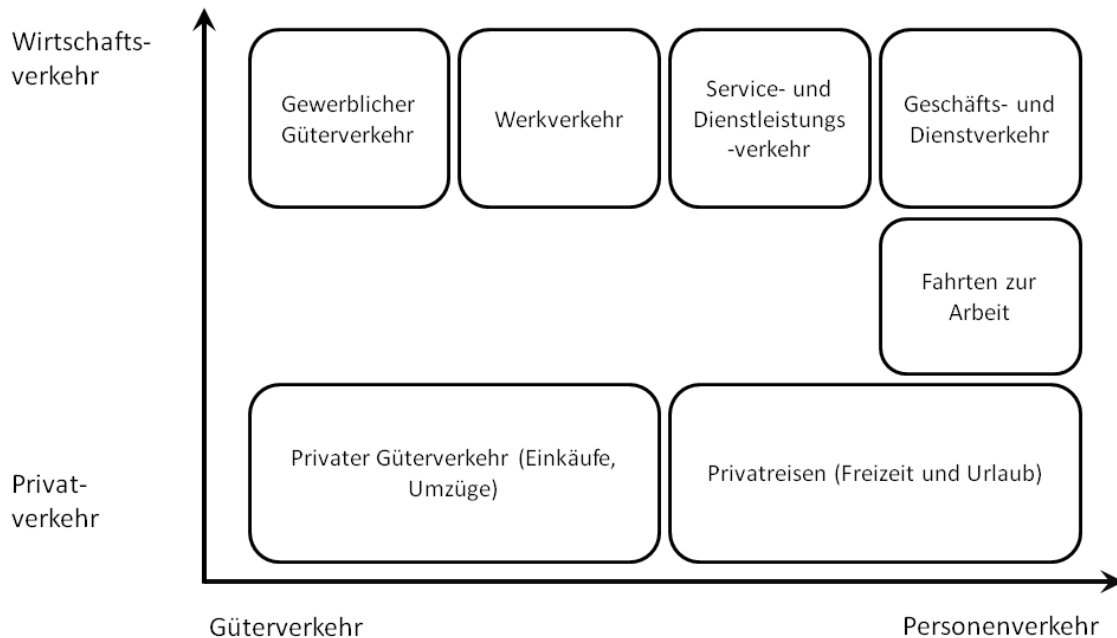 Wirtschafts-
verkehr
Gewerblicher
Güterverkehr
Werkverkehr
Service- und
Dienstleistungs
-verkehr
Geschäfts- und
Dienstverkehr
Fahrten zur
Arbeit
Privater Güterverkehr (Einkäufe,
Umzüge)
Privatreisen (Freizeit und Urlaub)
Privat-
verkehr
Güterverkehr
Personenverkehr